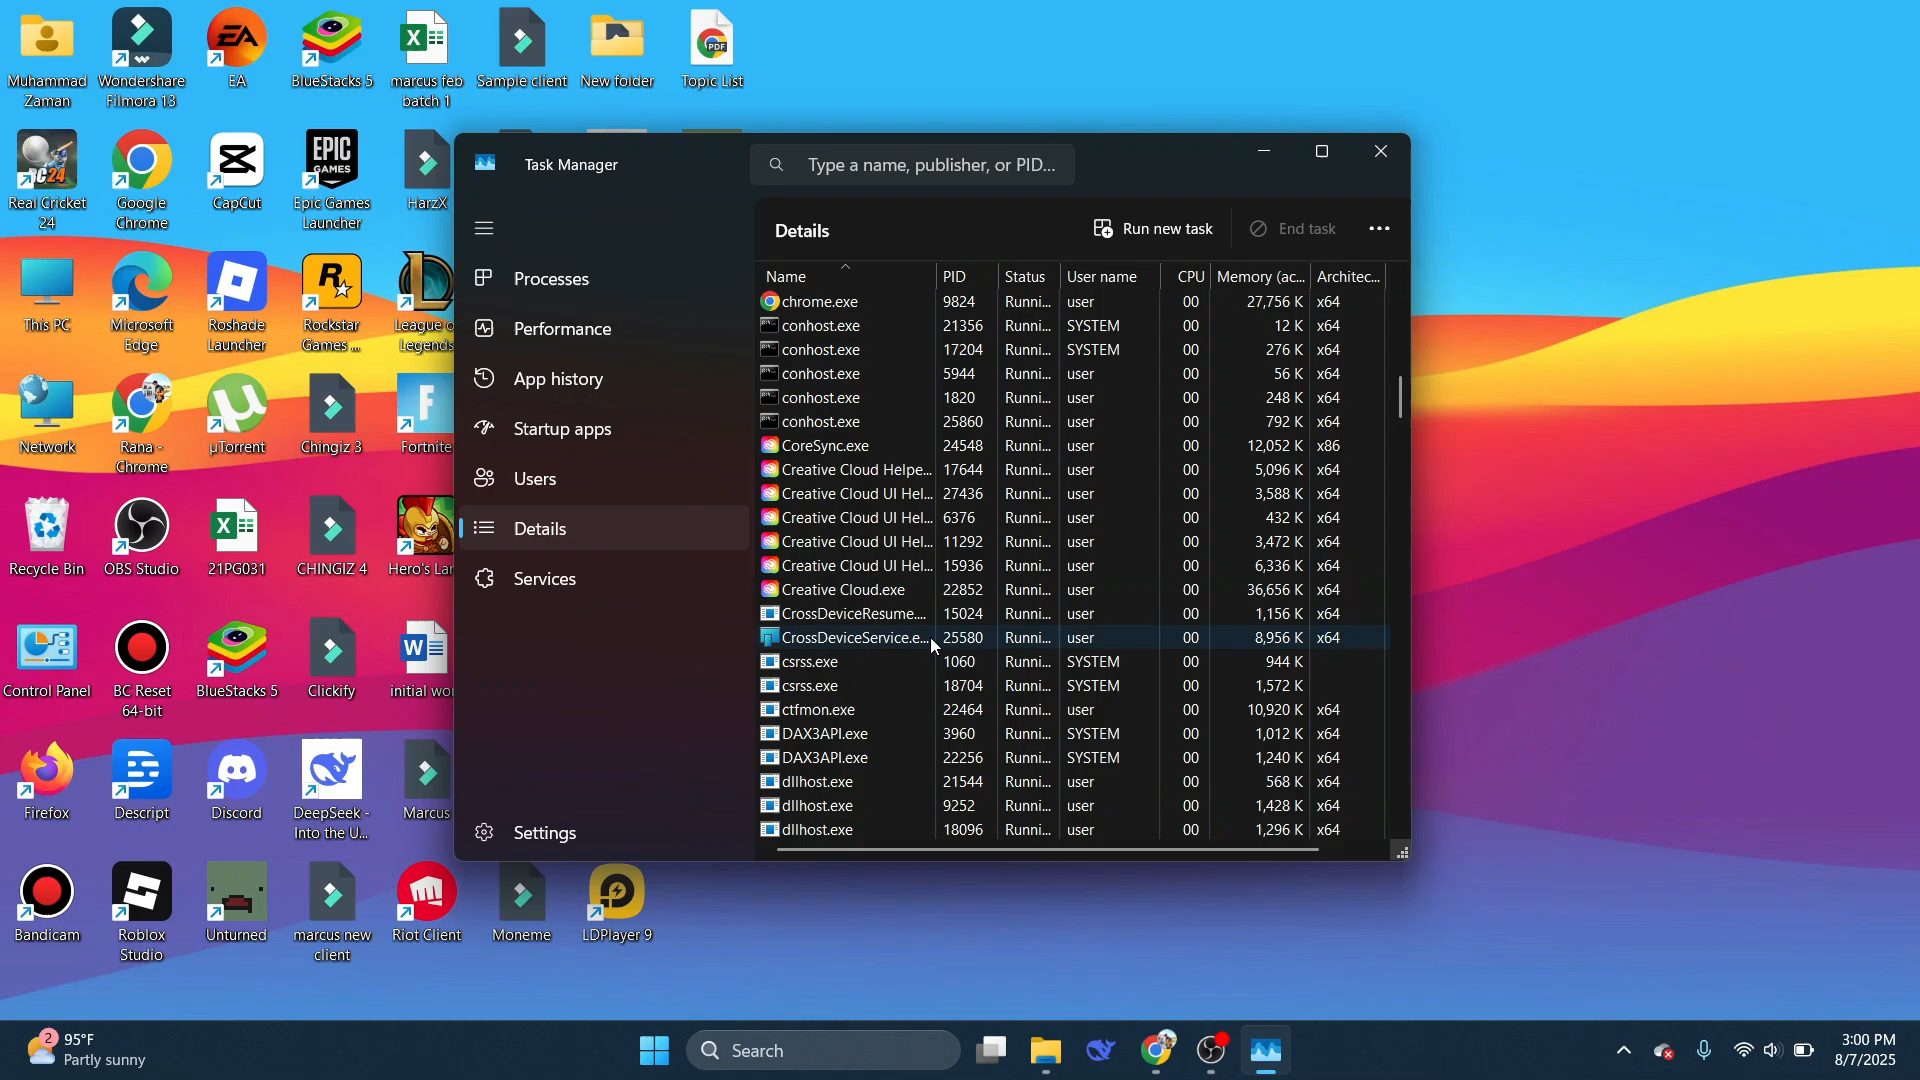 Muhammad
Zaman
Wondershare
Filmora 13
EA
BlueStacks 5
marcus feb
batch 1
Sample client
New folder
Topic List
Real Cricket
24
Google
Chrome
CapCut
Epic Games
Launcher
HarzX
This PC
Microsoft
Edge
Roshade
Launcher
Rockstar
Games ...
League o
Legends
Network
Rana -
Chrome
µTorrent
Chingiz 3
Fortnite
Recycle Bin
OBS Studio
21PG031
CHINGIZ 4
Hero's Lan
Control Panel
BC Reset
64-bit
BlueStacks 5
Clickify
initial wor
Firefox
Descript
Discord
DeepSeek -
Into the U...
Marcus
Bandicam
Roblox
Studio
Unturned
marcus new
client
Riot Client
Moneme
LDPlayer 9
Task Manager
Type a name, publisher, or PID...
Processes
Performance
App history
Startup apps
Users
Details
Services
Settings
Details
Run new task
End task
Name PID Status User name CPU Memory (ac... Architec...
chrome.exe 9824 Runni... user 00 27,756 K x64
conhost.exe 21356 Runni... SYSTEM 00 12 K x64
conhost.exe 17204 Runni... SYSTEM 00 276 K x64
conhost.exe 5944 Runni... user 00 56 K x64
conhost.exe 1820 Runni... user 00 248 K x64
conhost.exe 25860 Runni... user 00 792 K x64
CoreSync.exe 24548 Runni... user 00 12,052 K x86
Creative Cloud Helpe... 17644 Runni... user 00 5,096 K x64
Creative Cloud UI Hel... 27436 Runni... user 00 3,588 K x64
Creative Cloud UI Hel... 6376 Runni... user 00 432 K x64
Creative Cloud UI Hel... 11292 Runni... user 00 3,472 K x64
Creative Cloud UI Hel... 15936 Runni... user 00 6,336 K x64
Creative Cloud.exe 22852 Runni... user 00 36,656 K x64
CrossDeviceResume.... 15024 Runni... user 00 1,156 K x64
CrossDeviceService.e... 25580 Runni... user 00 8,956 K x64
csrss.exe 1060 Runni... SYSTEM 00 944 K
csrss.exe 18704 Runni... SYSTEM 00 1,572 K
ctfmon.exe 22464 Runni... user 00 10,920 K x64
DAX3API.exe 3960 Runni... SYSTEM 00 1,012 K x64
DAX3API.exe 22256 Runni... SYSTEM 00 1,240 K x64
dllhost.exe 21544 Runni... user 00 568 K x64
dllhost.exe 9252 Runni... user 00 1,428 K x64
dllhost.exe 18096 Runni... user 00 1,296 K x64
2
95°F
Partly sunny
Search
3:00 PM
8/7/2025